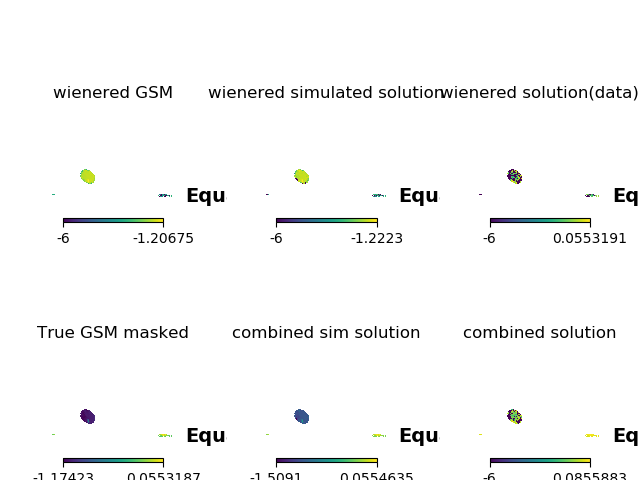 wienered GSM
wienered simulated solution
wienered solution(data)
Equ
Equ
Eq
-6 -1.20675
-6 -1.2223
-6 0.0553191
True GSM masked
combined sim solution
combined solution
Equ
Equ
Eq
-1.17423 0.0553187
-1.5091 0.0554635
-6 0.0855883